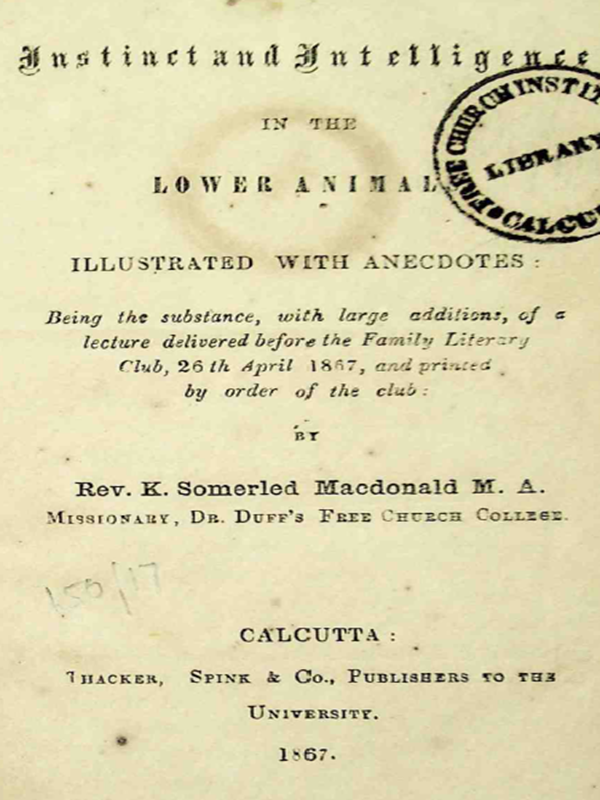 Instinct and Intelligence
IN THE
LOWER ANIMAL
ILLUSTRATED WITH ANECDOTES:
Being the substance, with large additions, of a
lecture delivered before the Family Literary
Club, 26 th April 1867, and printed
by order of the club:
BY
Rev. K. Somerled Macdonald M. A.
MISSIONARY, DR. DUFF'S FREE CHURCH COLLEGE.
CALCUTTA:
THACKER, SPINK & CO., PUBLISHERS TO THE
UNIVERSITY.
1867.
FREE CHURCH INSTIT
LIBRARY
CALCU
150/17